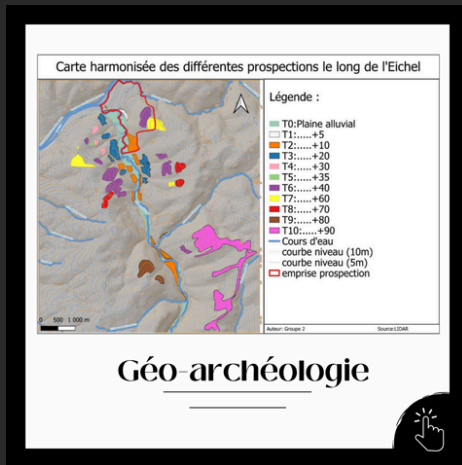 Carte harmonisée des différentes prospections le long de l'Eichel
Légende :
T0:Plaine alluvial
T1:.....+5
T2:.....+10
T3:.....+20
T4:.....+30
T5:.....+35
T6:.....+40
T7:.....+60
T8:.....+70
T9:.....+80
T10:.....+90
Cours d'eau
courbe niveau (10m)
courbe niveau (5m)
emprise prospection
0 500 1 000 m
Auteur: Groupe 2 Source:LIDAR
Géo-archéologie